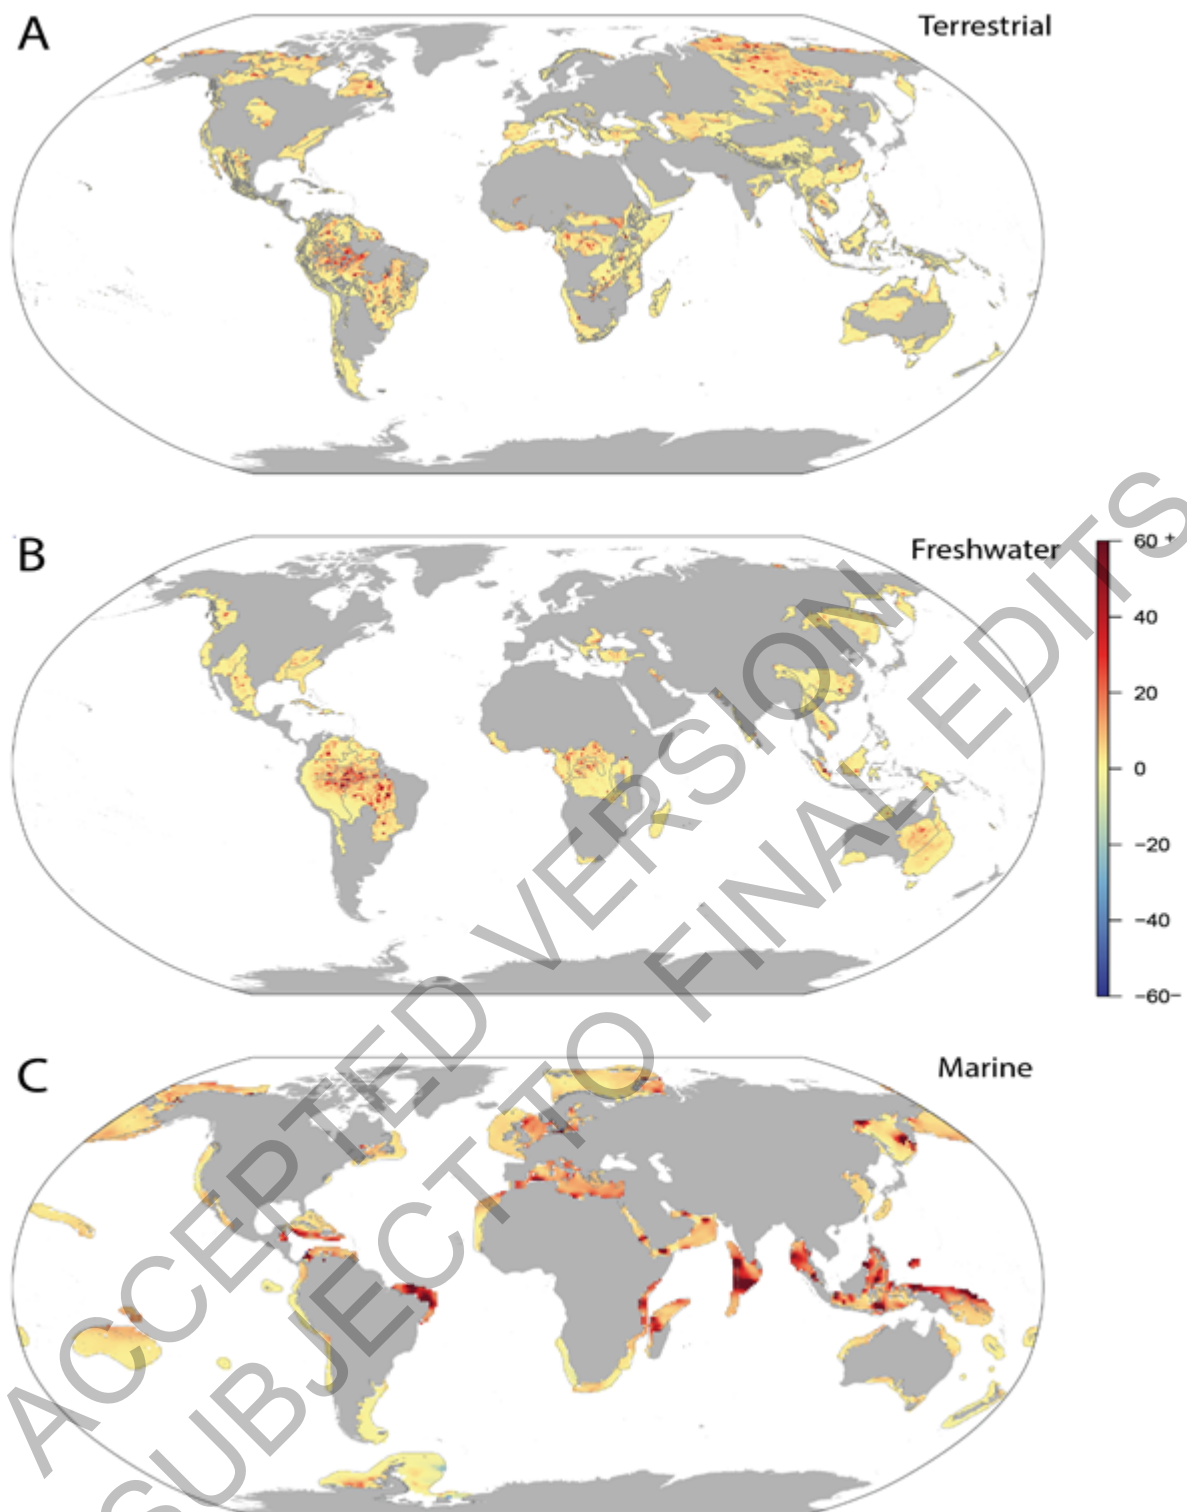 A
Terrestrial
B
Freshwater
60 +
40
20
0
−20
−40
−60−
C
Marine
ACCEPTED VERSION
SUBJECT TO FINAL EDITS